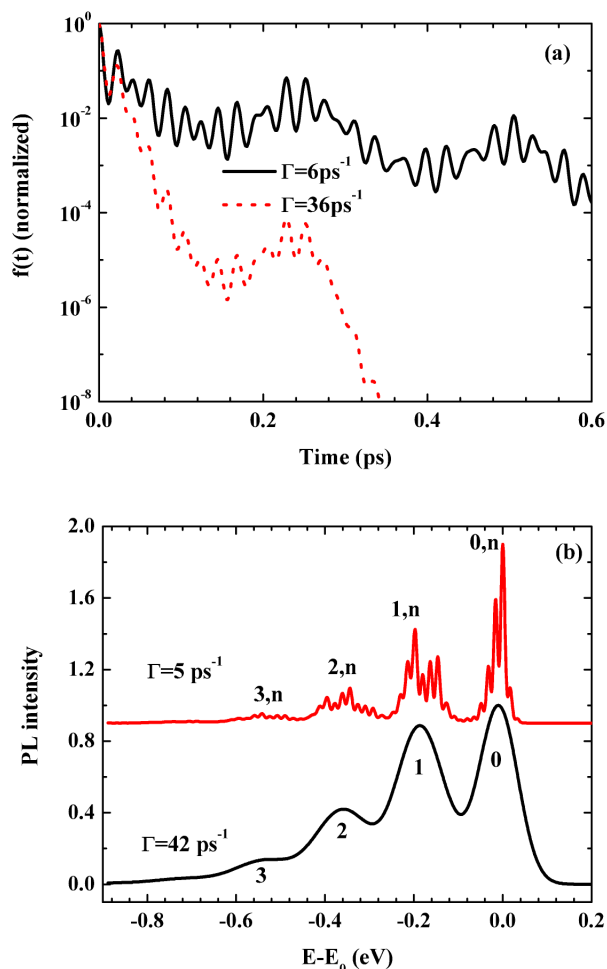 10⁰
(a)
10⁻²
Γ=6ps⁻¹
10⁻⁴
Γ=36ps⁻¹
10⁻⁶
10⁻⁸
f(t) (normalized)
0.0 0.2 0.4 0.6
Time (ps)
2.0
0,n (b)
1.6
1,n
1.2
Γ=5 ps⁻¹ 2,n
3,n
0.8
1 0
0.4
2
Γ=42 ps⁻¹
3
0.0
PL intensity
-0.8 -0.6 -0.4 -0.2 0.0 0.2
E-E₀ (eV)